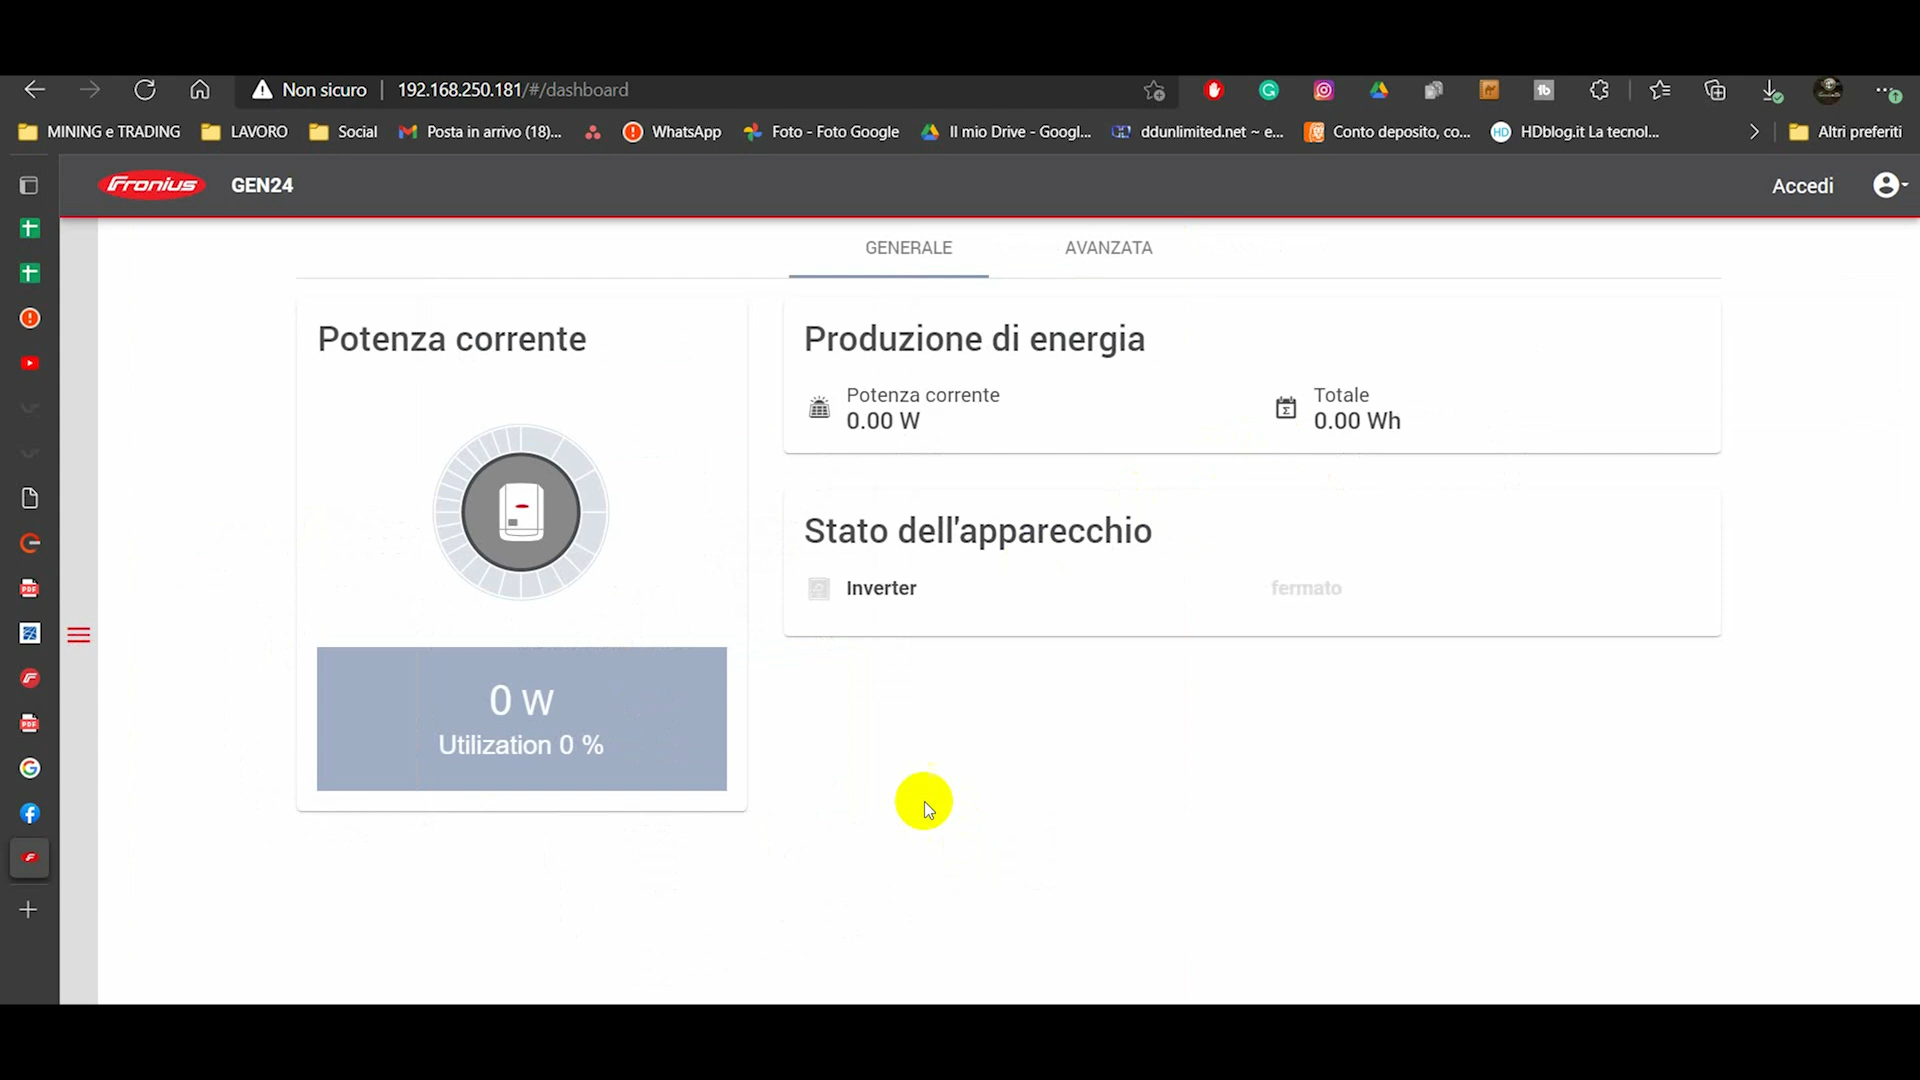 Non sicuro 192.168.250.181/#/dashboard
MINING e TRADING LAVORO Social Posta in arrivo (18)... WhatsApp Foto - Foto Google Il mio Drive - Googl... ddunlimited.net ~ e... Conto deposito, co... HDblog.it La tecnol... Altri preferiti
Fronius GEN24 Accedi
GENERALE AVANZATA
Potenza corrente
0 W
Utilization 0 %
Produzione di energia
Potenza corrente
0.00 W
Totale
0.00 Wh
Stato dell'apparecchio
Inverter fermato